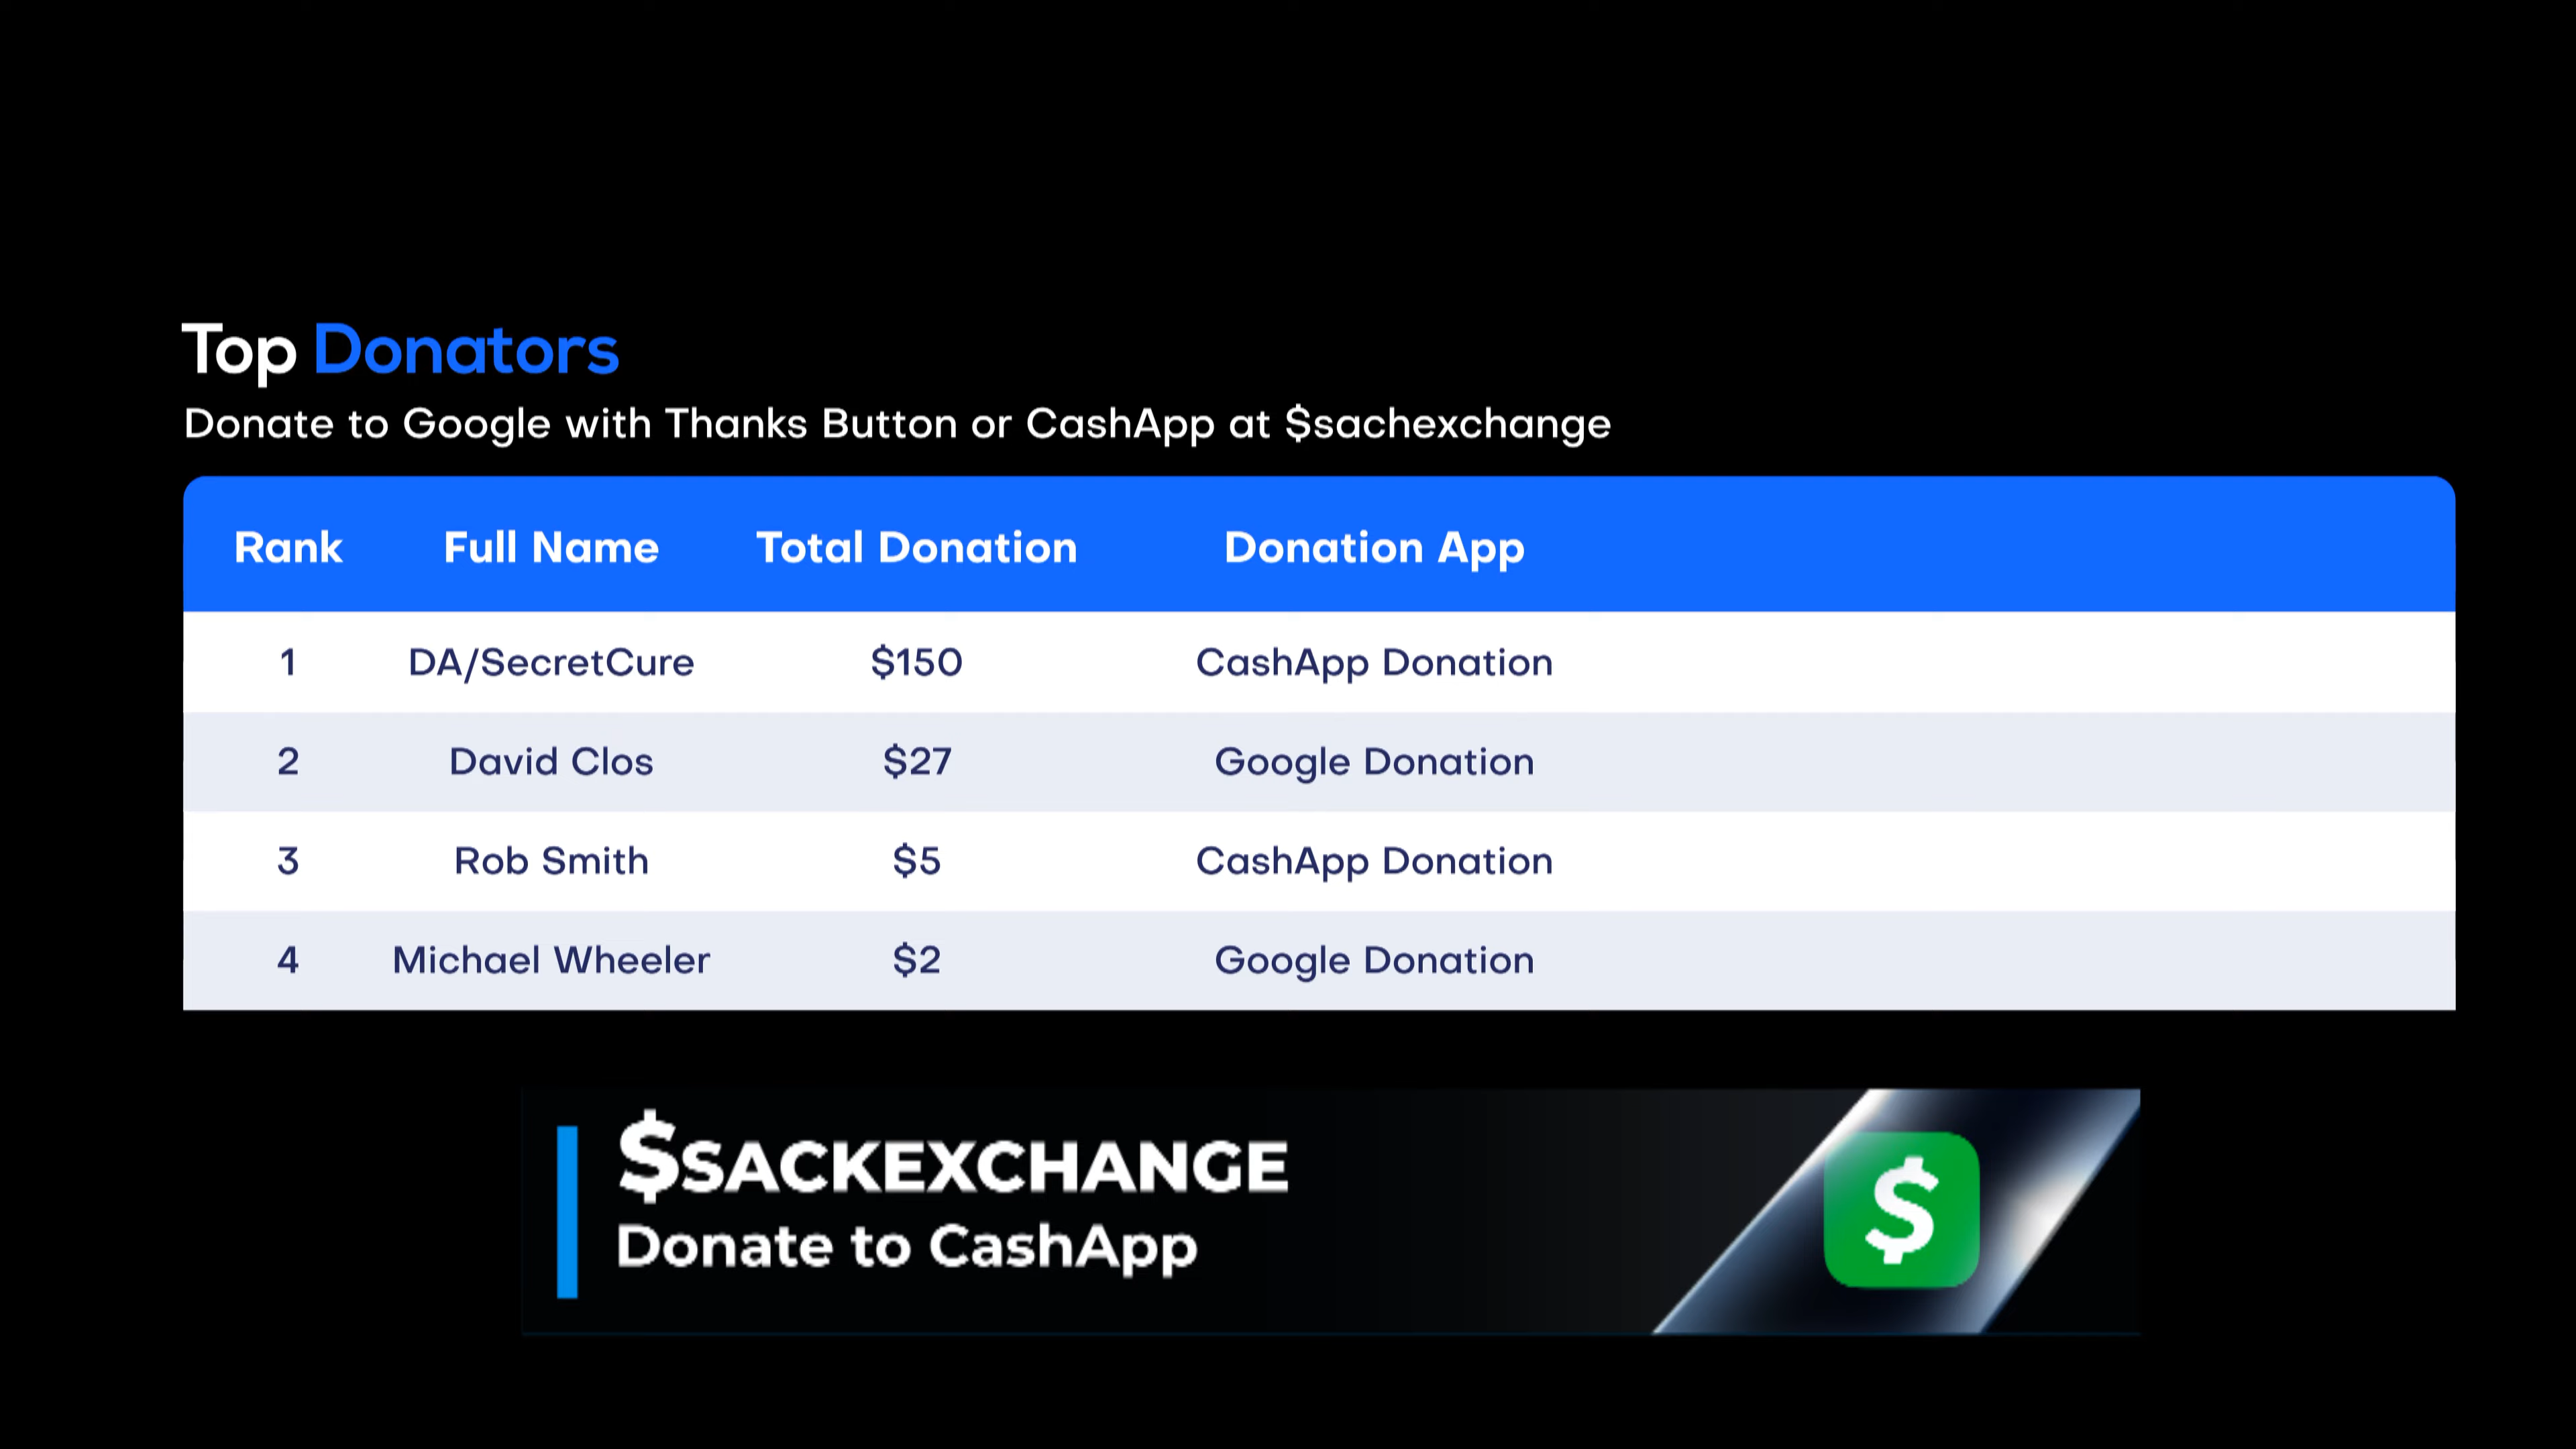 Top Donators
Donate to Google with Thanks Button or CashApp at $sachexchange
Rank Full Name Total Donation Donation App
1 DA/SecretCure $150 CashApp Donation
2 David Clos $27 Google Donation
3 Rob Smith $5 CashApp Donation
4 Michael Wheeler $2 Google Donation
$SACKEXCHANGE
Donate to CashApp
$